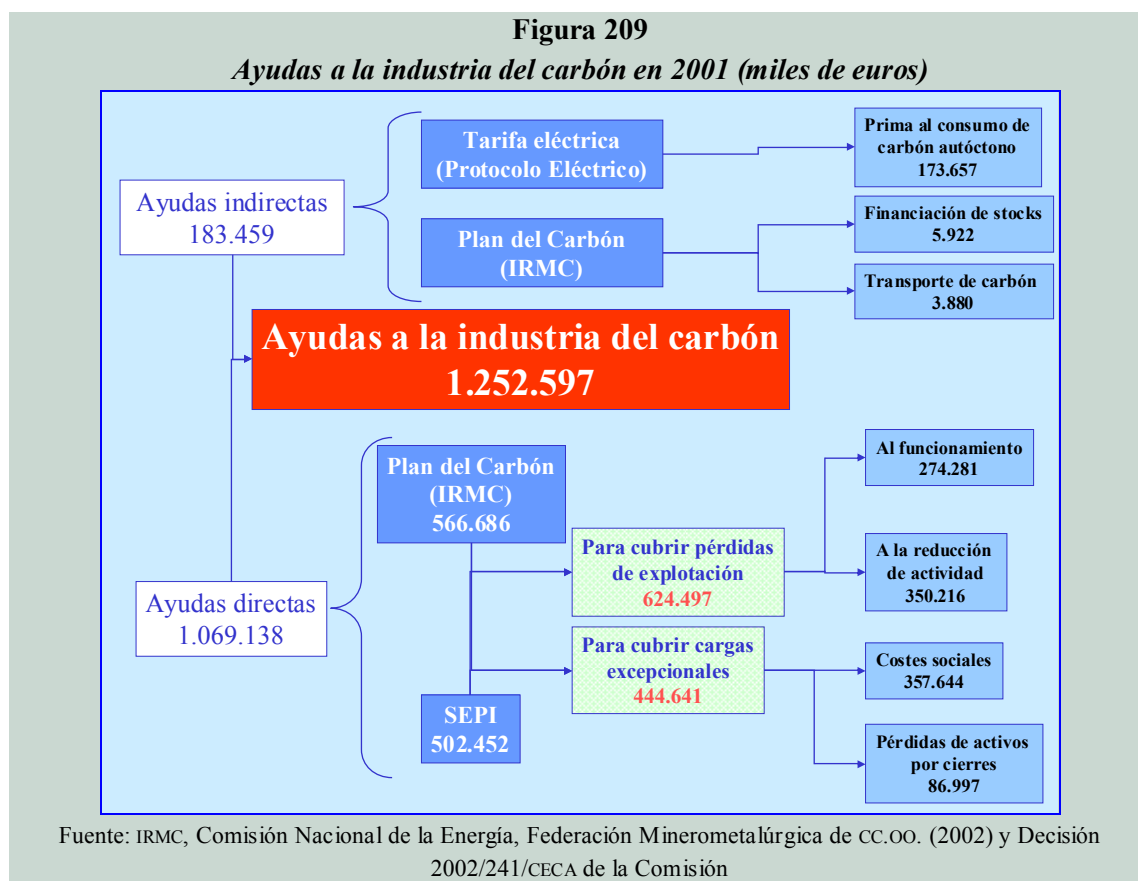 Figura 209
Ayudas a la industria del carbón en 2001 (miles de euros)
Tarifa eléctrica
(Protocolo Eléctrico)
Prima al consumo de
carbón autóctono
173.657
Ayudas indirectas
183.459
Plan del Carbón
(IRMC)
Financiación de stocks
5.922
Transporte de carbón
3.880
Ayudas a la industria del carbón
1.252.597
Plan del Carbón
(IRMC)
566.686
Al funcionamiento
274.281
Para cubrir pérdidas
de explotación
624.497
A la reducción
de actividad
350.216
Ayudas directas
1.069.138
Para cubrir cargas
excepcionales
444.641
Costes sociales
357.644
SEPI
502.452
Pérdidas de activos
por cierres
86.997
Fuente: IRMC, Comisión Nacional de la Energía, Federación Minerometalúrgica de CC.OO. (2002) y Decisión
2002/241/CECA de la Comisión